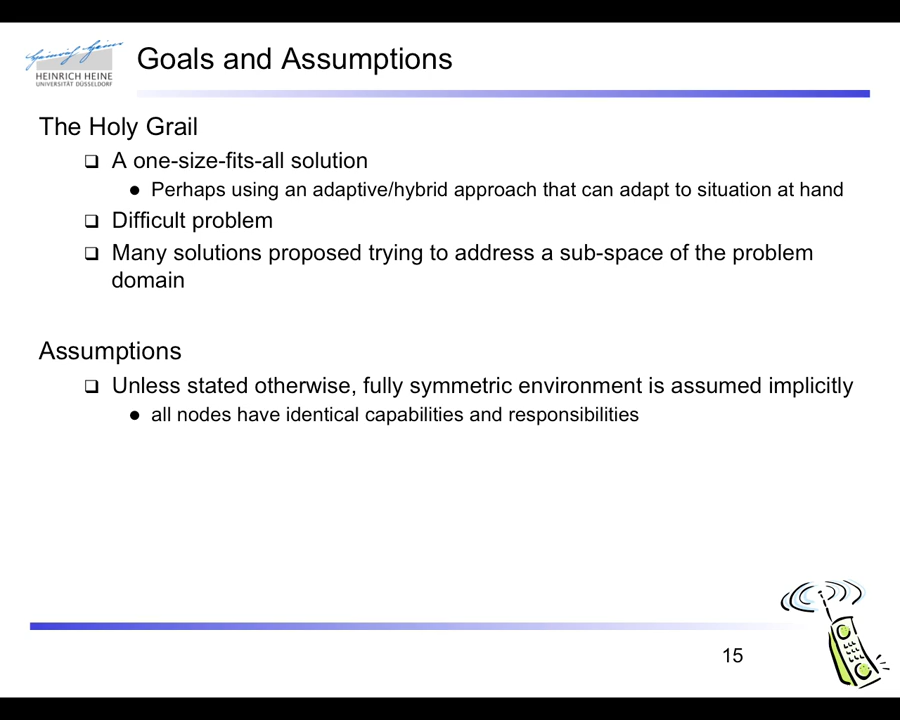 Heinrich Heine
HEINRICH HEINE
UNIVERSITÄT DÜSSELDORF
Goals and Assumptions
The Holy Grail
❑ A one-size-fits-all solution
● Perhaps using an adaptive/hybrid approach that can adapt to situation at hand
❑ Difficult problem
❑ Many solutions proposed trying to address a sub-space of the problem
domain
Assumptions
❑ Unless stated otherwise, fully symmetric environment is assumed implicitly
● all nodes have identical capabilities and responsibilities
15